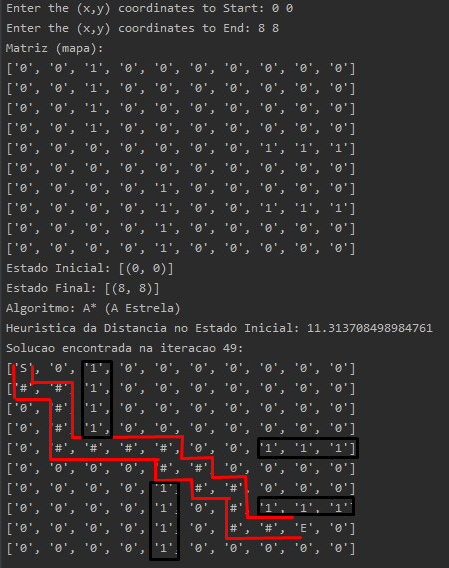 Enter the (x,y) coordinates to Start: 0 0
Enter the (x,y) coordinates to End: 8 8
Matriz (mapa):
['0', '0', '1', '0', '0', '0', '0', '0', '0', '0']
['0', '0', '1', '0', '0', '0', '0', '0', '0', '0']
['0', '0', '1', '0', '0', '0', '0', '0', '0', '0']
['0', '0', '1', '0', '0', '0', '0', '0', '0', '0']
['0', '0', '0', '0', '0', '0', '0', '1', '1', '1']
['0', '0', '0', '0', '0', '0', '0', '0', '0', '0']
['0', '0', '0', '0', '1', '0', '0', '0', '0', '0']
['0', '0', '0', '0', '1', '0', '0', '1', '1', '1']
['0', '0', '0', '0', '1', '0', '0', '0', '0', '0']
['0', '0', '0', '0', '1', '0', '0', '0', '0', '0']
Estado Inicial: [(0, 0)]
Estado Final: [(8, 8)]
Algoritmo: A* (A Estrela)
Heuristica da Distancia no Estado Inicial: 11.313708498984761
Solucao encontrada na iteracao 49:
['S', '0', '1', '0', '0', '0', '0', '0', '0', '0']
['#', '#', '1', '0', '0', '0', '0', '0', '0', '0']
['0', '#', '1', '0', '0', '0', '0', '0', '0', '0']
['0', '#', '1', '0', '0', '0', '0', '0', '0', '0']
['0', '#', '#', '#', '#', '0', '0', '1', '1', '1']
['0', '0', '0', '0', '#', '#', '0', '0', '0', '0']
['0', '0', '0', '0', '1', '#', '#', '0', '0', '0']
['0', '0', '0', '0', '1', '0', '#', '1', '1', '1']
['0', '0', '0', '0', '1', '0', '#', '#', 'E', '0']
['0', '0', '0', '0', '1', '0', '0', '0', '0', '0']